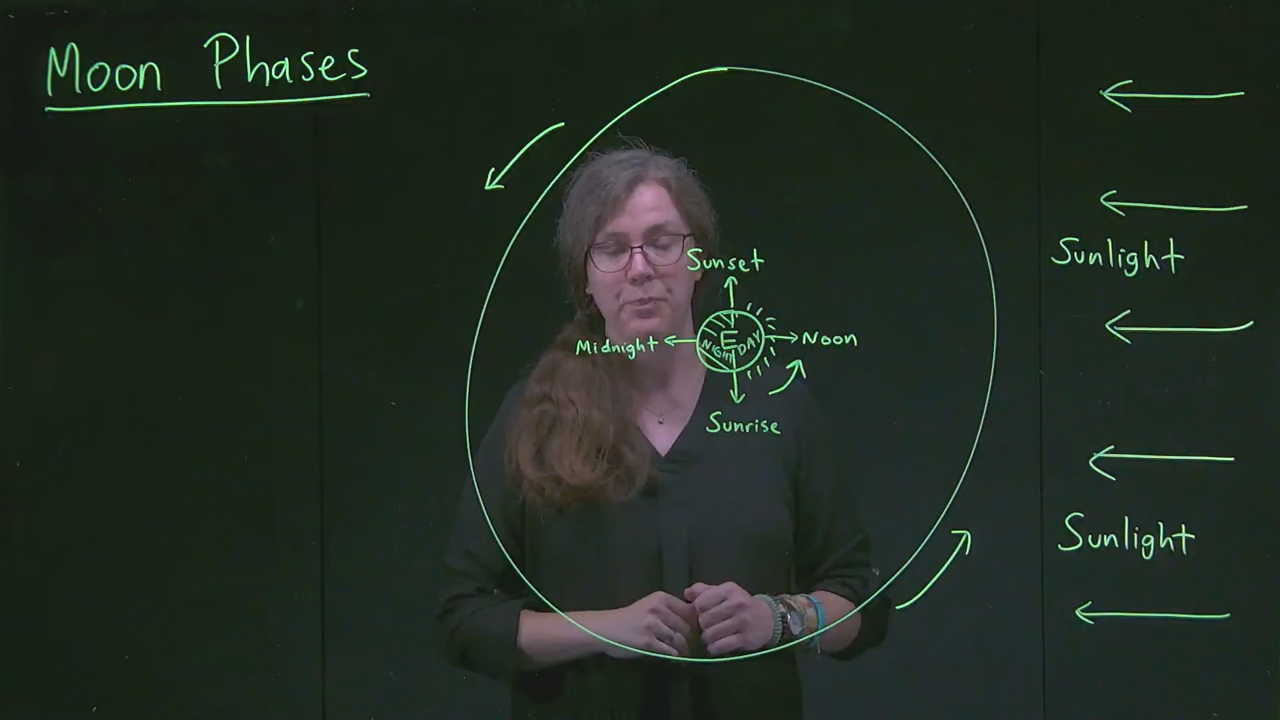 Moon Phases
Sunlight
Sunset
Midnight
NIGHT
E
DAY
Noon
Sunrise
Sunlight